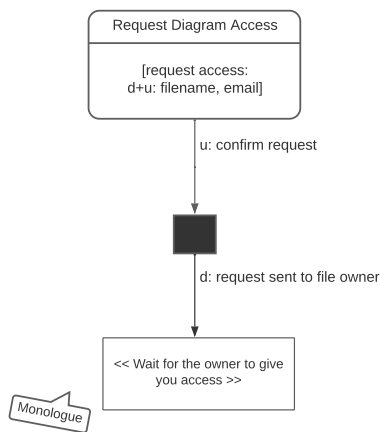 Request Diagram Access
[request access:
d+u: filename, email]
u: confirm request
d: request sent to file owner
<< Wait for the owner to give
you access >>
Monologue